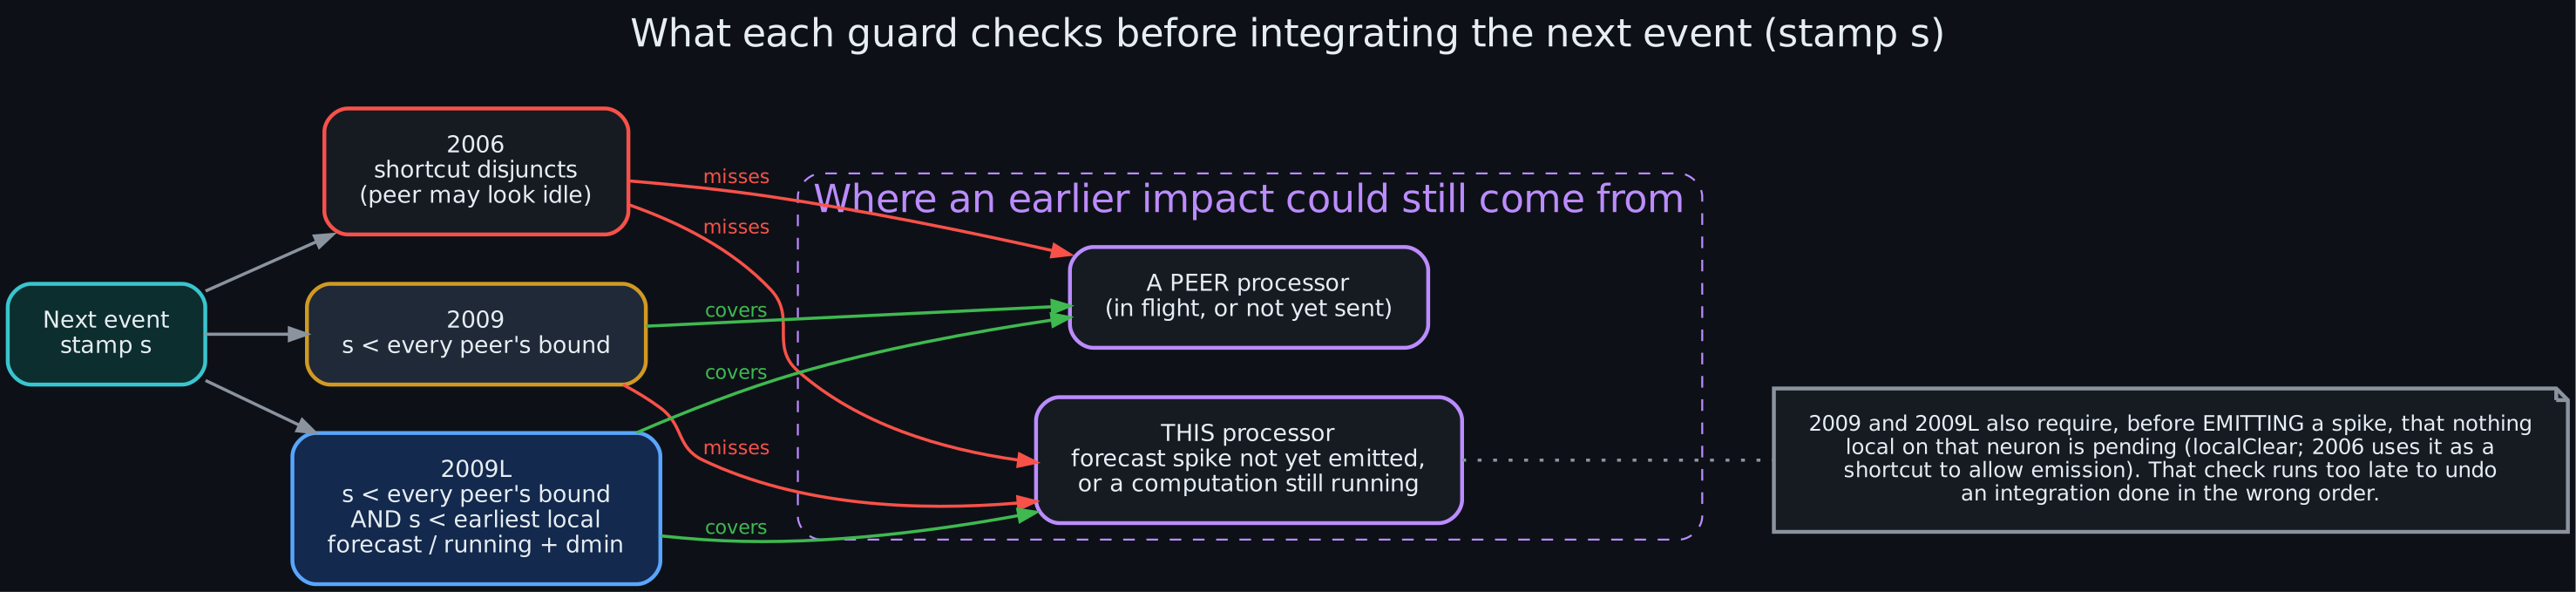 What each guard checks before integrating the next event (stamp s)
Next event
stamp s
2006
shortcut disjuncts
(peer may look idle)
2009
s < every peer's bound
2009L
s < every peer's bound
AND s < earliest local
forecast / running + dmin
misses
misses
covers
covers
misses
covers
Where an earlier impact could still come from
A PEER processor
(in flight, or not yet sent)
THIS processor
forecast spike not yet emitted,
or a computation still running
2009 and 2009L also require, before EMITTING a spike, that nothing
local on that neuron is pending (localClear; 2006 uses it as a
shortcut to allow emission). That check runs too late to undo
an integration done in the wrong order.